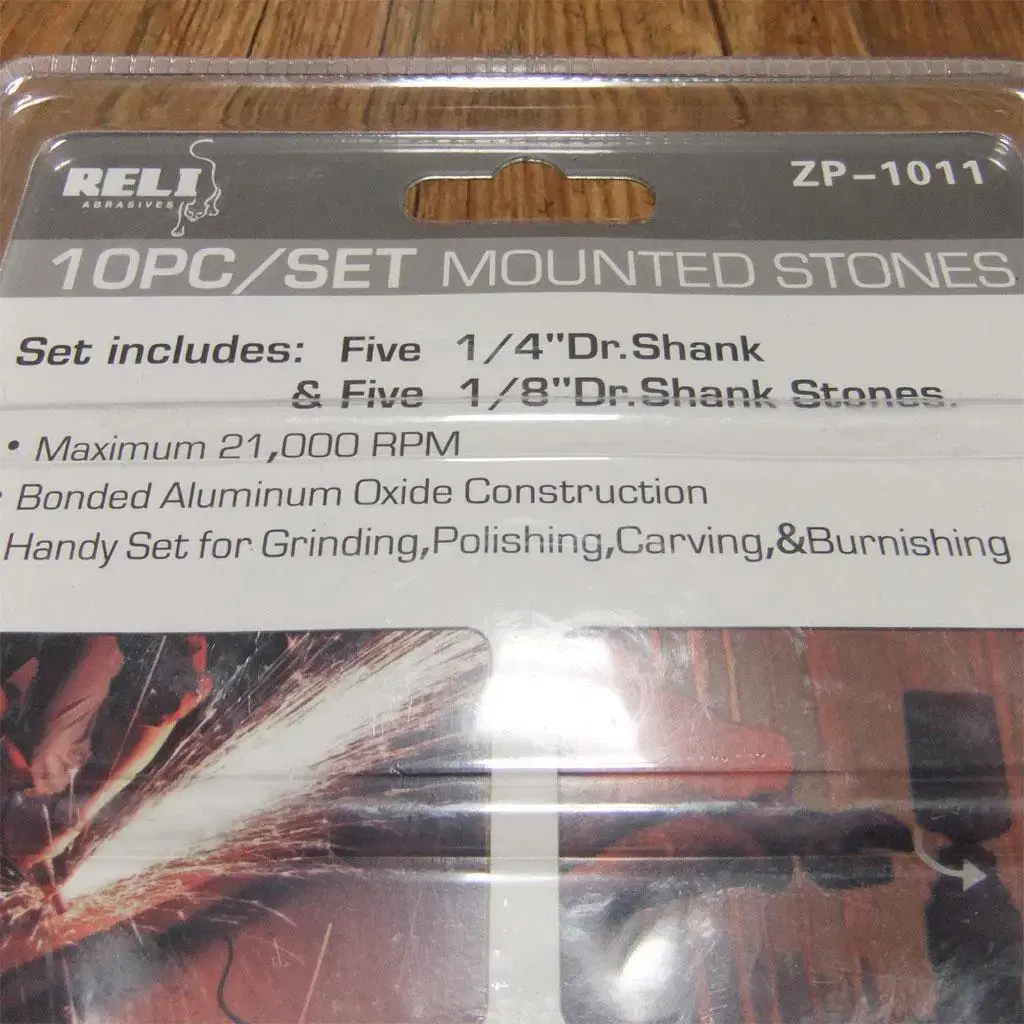 RELI
ABRASIVES
ZP-1011
10PC/SET MOUNTED STONES
Set includes: Five 1/4"Dr.Shank
& Five 1/8"Dr.Shank Stones.
• Maximum 21,000 RPM
• Bonded Aluminum Oxide Construction
Handy Set for Grinding,Polishing,Carving,&Burnishing